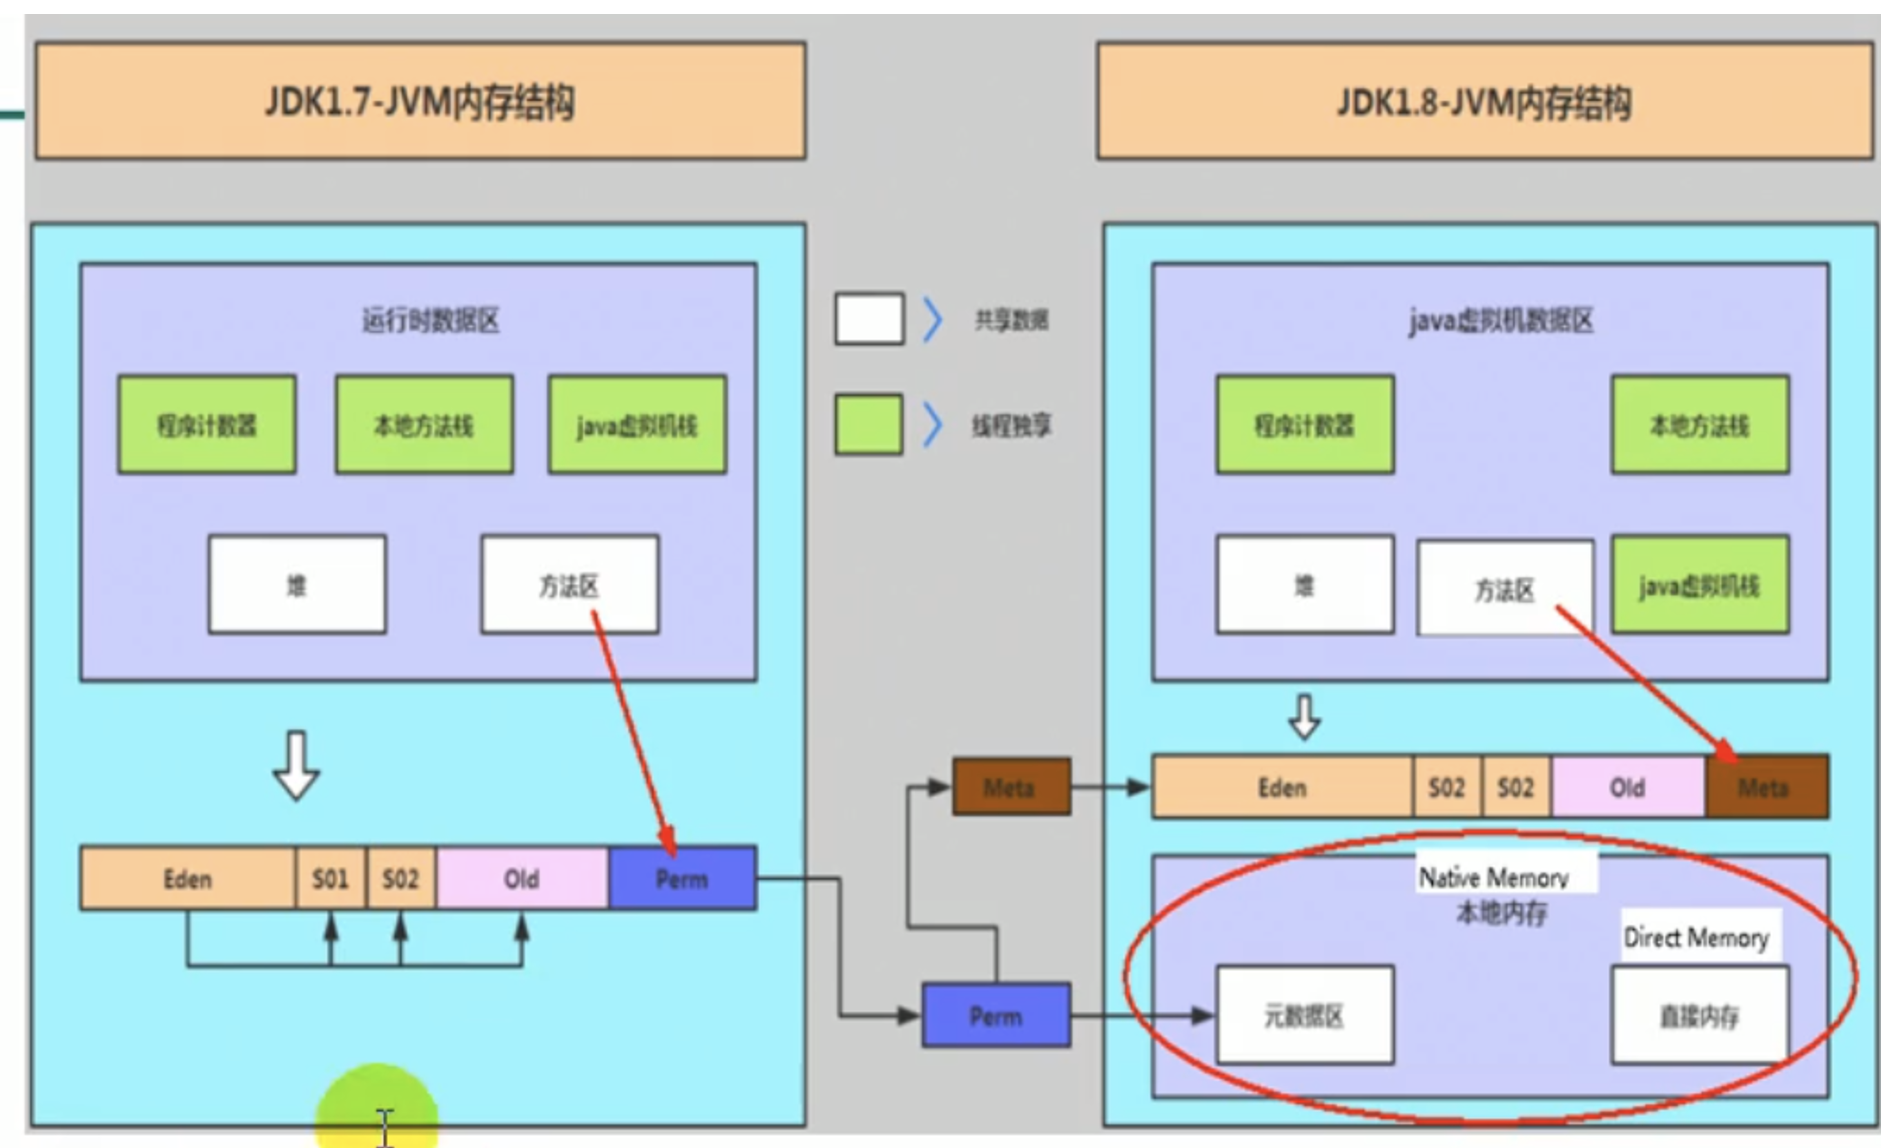 JDK1.7-JVM内存结构
JDK1.8-JVM内存结构
运行时数据区
程序计数器
本地方法栈
java虚拟机栈
堆
方法区
Eden
S01
S02
Old
Perm
共享数据
线程独享
Meta
Perm
java虚拟机数据区
程序计数器
本地方法栈
堆
方法区
java虚拟机栈
Eden
S02
S02
Old
Meta
Native Memory
本地内存
Direct Memory
元数据区
直接内存